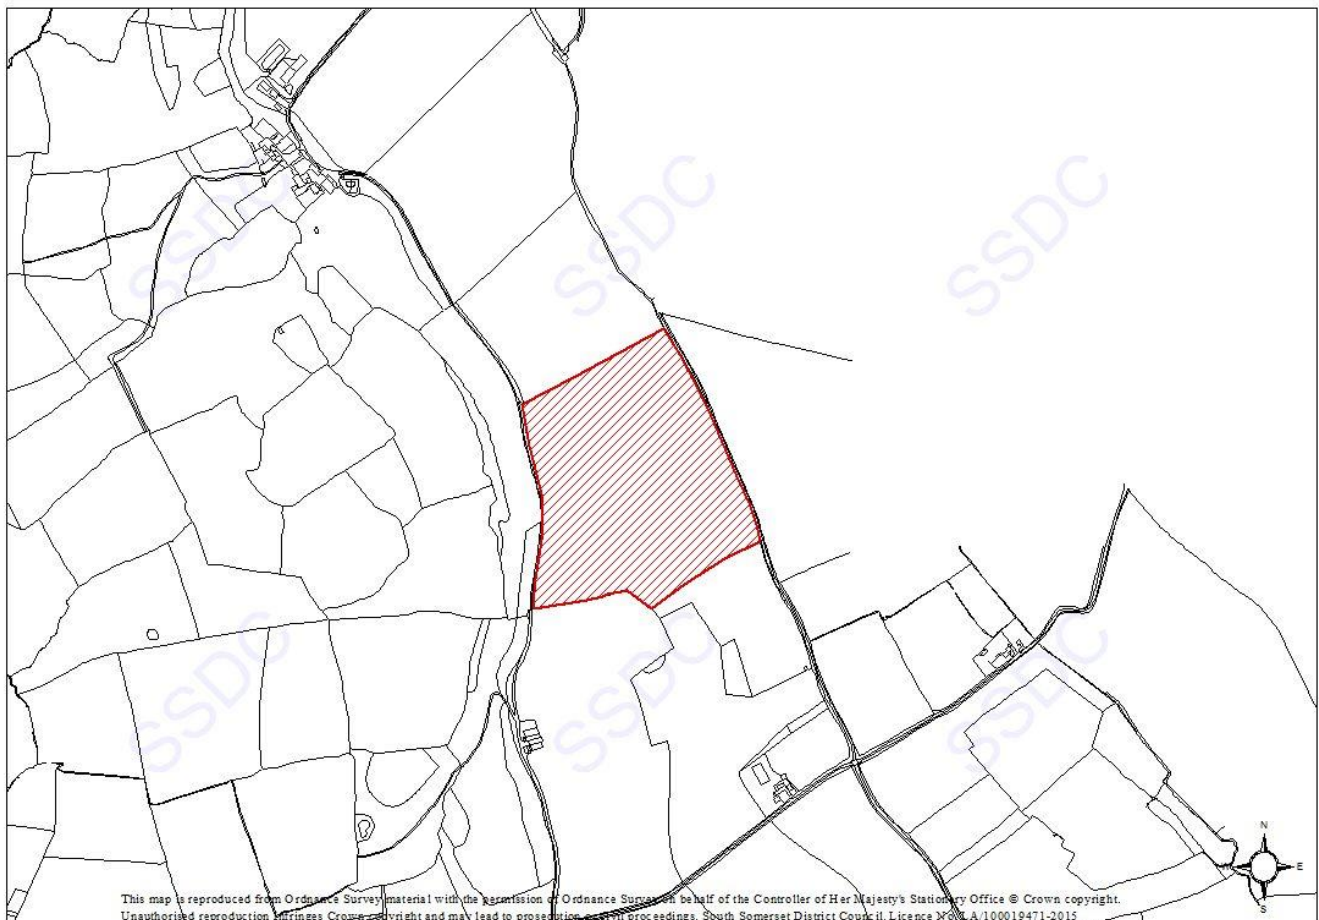 SSDC SSDC SSDC
SSDC SSDC SSDC
N
E
S
This map is reproduced from Ordnance Survey material with the permission of Ordnance Survey on behalf of the Controller of Her Majesty's Stationery Office © Crown copyright.
Unauthorised reproduction infringes Crown copyright and may lead to prosecution or civil proceedings. South Somerset District Council, Licence No LA/100019471-2015